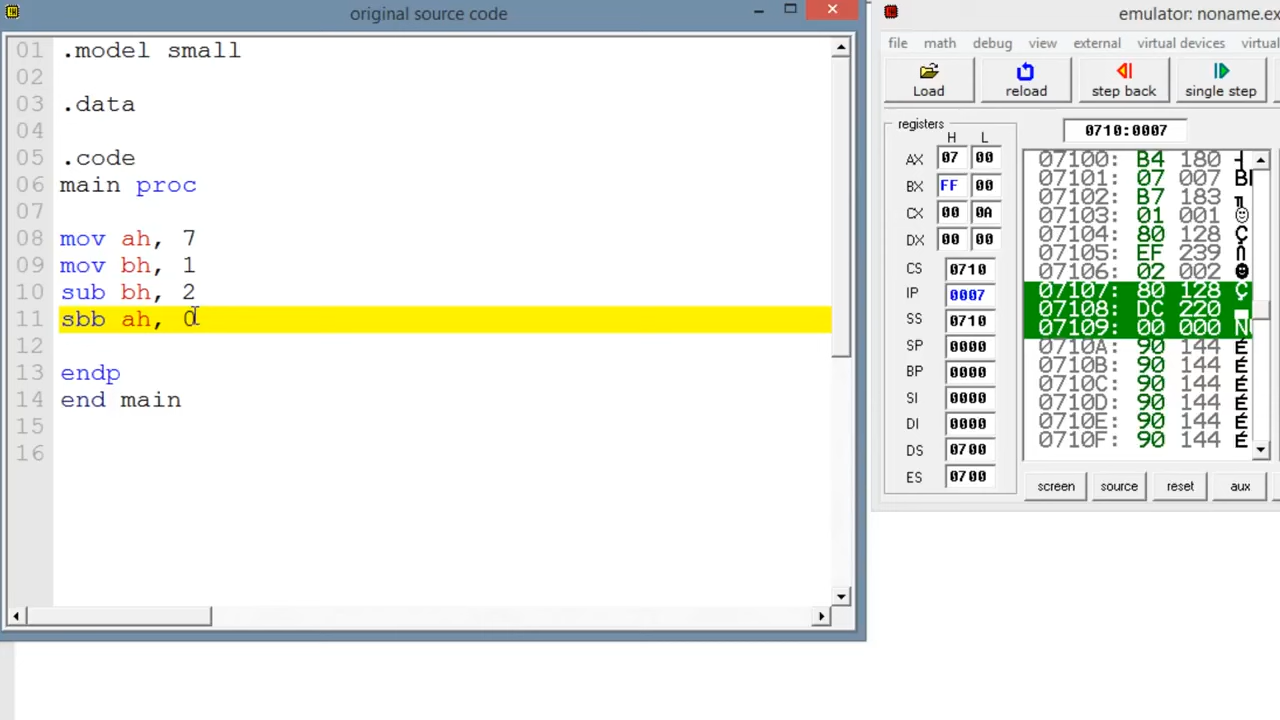 original source code
01 .model small
02
03 .data
04
05 .code
06 main proc
07
08 mov ah, 7
09 mov bh, 1
10 sub bh, 2
11 sbb ah, 0
12
13 endp
14 end main
15
16
emulator: noname.ex
file math debug view external virtual devices virtual
Load reload step back single step
registers
H L
0710:0007
AX 07 00
BX FF 00
CX 00 0A
DX 00 00
CS 0710
IP 0007
SS 0710
SP 0000
BP 0000
SI 0000
DI 0000
DS 0700
ES 0700
07100: B4 180 ┤
07101: 07 007 BE
07102: B7 183 ╖
07103: 01 001 ☺
07104: 80 128 Ç
07105: EF 239 ∩
07106: 02 002 ☻
07107: 80 128 Ç
07108: DC 220 ▄
07109: 00 000 NU
0710A: 90 144 É
0710B: 90 144 É
0710C: 90 144 É
0710D: 90 144 É
0710E: 90 144 É
0710F: 90 144 É
screen source reset aux